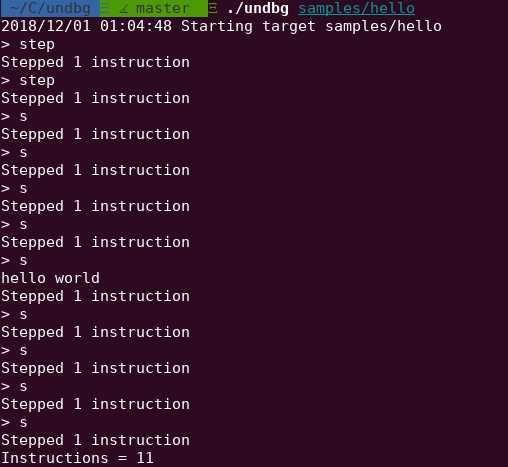 ~/C/undbg Ξ ⦨ master Ξ ./undbg samples/hello
2018/12/01 01:04:48 Starting target samples/hello
> step
Stepped 1 instruction
> step
Stepped 1 instruction
> s
Stepped 1 instruction
> s
Stepped 1 instruction
> s
Stepped 1 instruction
> s
Stepped 1 instruction
> s
hello world
Stepped 1 instruction
> s
Stepped 1 instruction
> s
Stepped 1 instruction
> s
Stepped 1 instruction
> s
Stepped 1 instruction
Instructions = 11